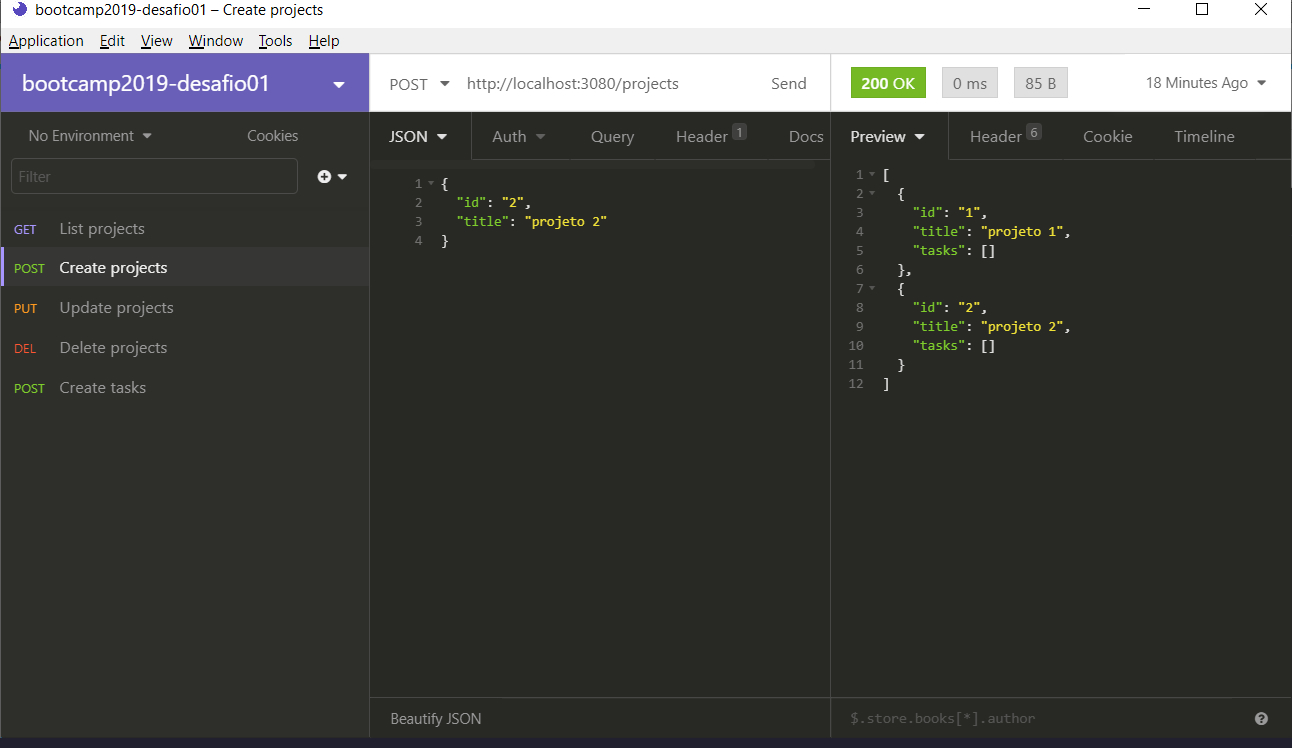 bootcamp2019-desafio01 – Create projects
Application Edit View Window Tools Help
bootcamp2019-desafio01
POST http://localhost:3080/projects Send
200 OK 0 ms 85 B 18 Minutes Ago
No Environment Cookies
JSON Auth Query Header 1 Docs
Preview Header 6 Cookie Timeline
Filter
GET List projects
POST Create projects
PUT Update projects
DEL Delete projects
POST Create tasks
1 {
2 "id": "2",
3 "title": "projeto 2"
4 }
Beautify JSON
1 [
2 {
3 "id": "1",
4 "title": "projeto 1",
5 "tasks": []
6 },
7 {
8 "id": "2",
9 "title": "projeto 2",
10 "tasks": []
11 }
12 ]
$.store.books[*].author ?